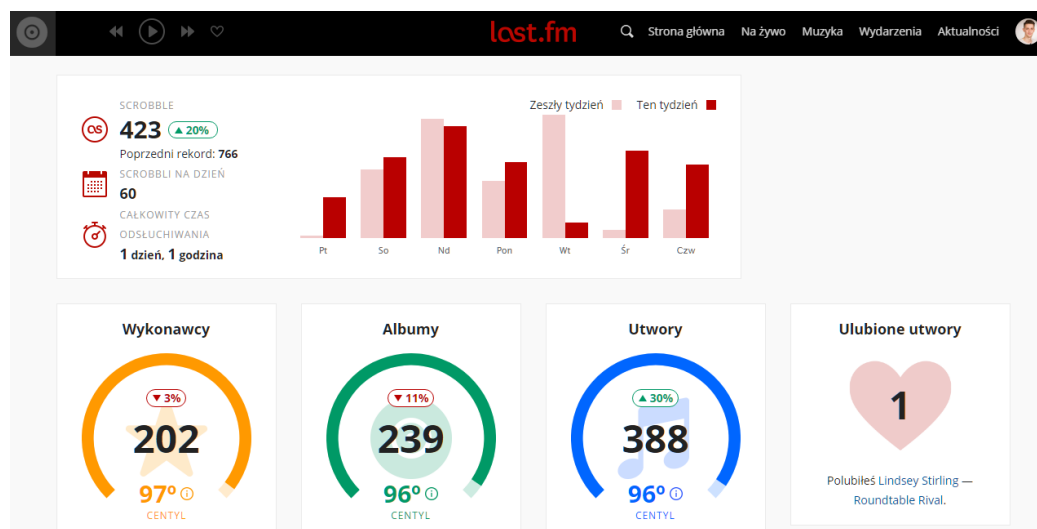 last.fm
Strona główna Na żywo Muzyka Wydarzenia Aktualności
SCROBBLE
423 20%
Poprzedni rekord: 766
SCROBBLI NA DZIEŃ
60
CAŁKOWITY CZAS
ODSŁUCHIWANIA
1 dzień, 1 godzina
Zeszły tydzień Ten tydzień
Pt So Nd Pon Wt Śr Czw
Wykonawcy
3%
202
97º
CENTYL
Albumy
11%
239
96º
CENTYL
Utwory
30%
388
96º
CENTYL
Ulubione utwory
1
Polubiłeś Lindsey Stirling —
Roundtable Rival.